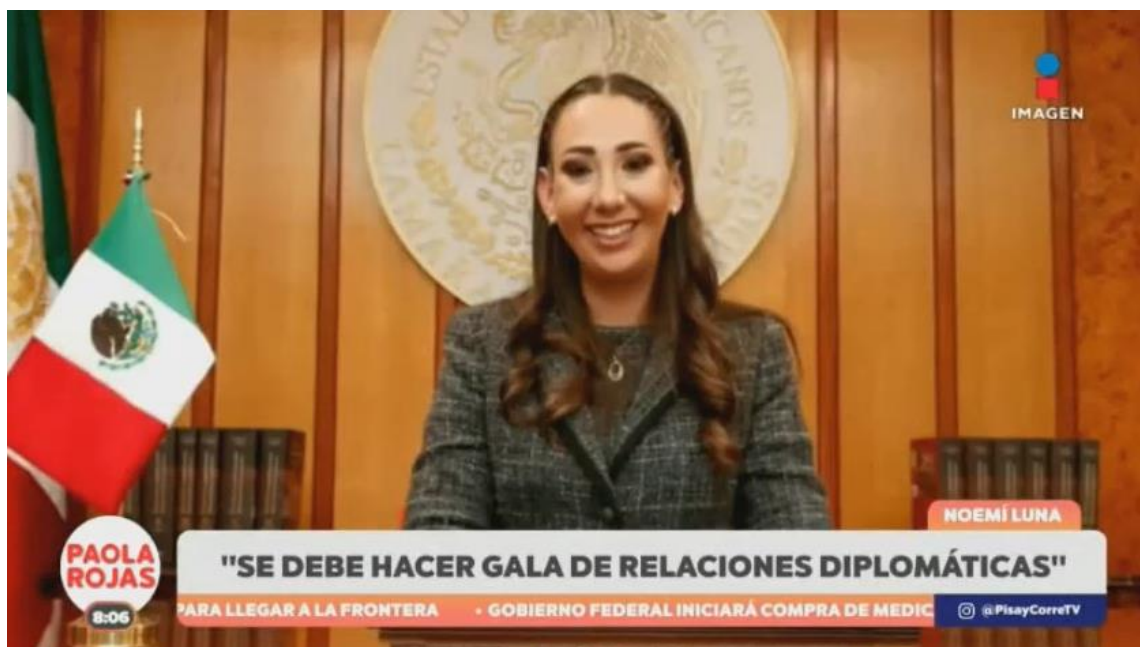 IMAGEN
NOEMÍ LUNA
PAOLA
ROJAS
"SE DEBE HACER GALA DE RELACIONES DIPLOMÁTICAS"
8:06
PARA LLEGAR A LA FRONTERA • GOBIERNO FEDERAL INICIARÁ COMPRA DE MEDIC
@PisayCorreTV